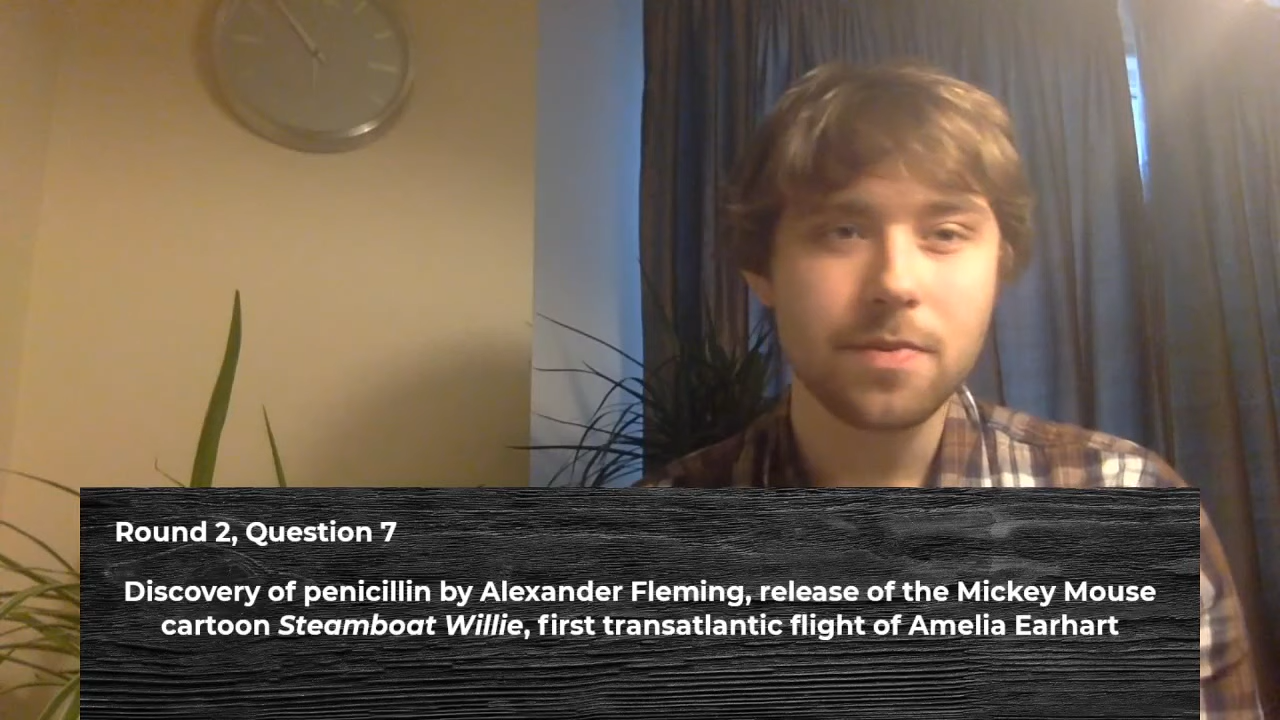 Round 2, Question 7
Discovery of penicillin by Alexander Fleming, release of the Mickey Mouse
cartoon Steamboat Willie, first transatlantic flight of Amelia Earhart